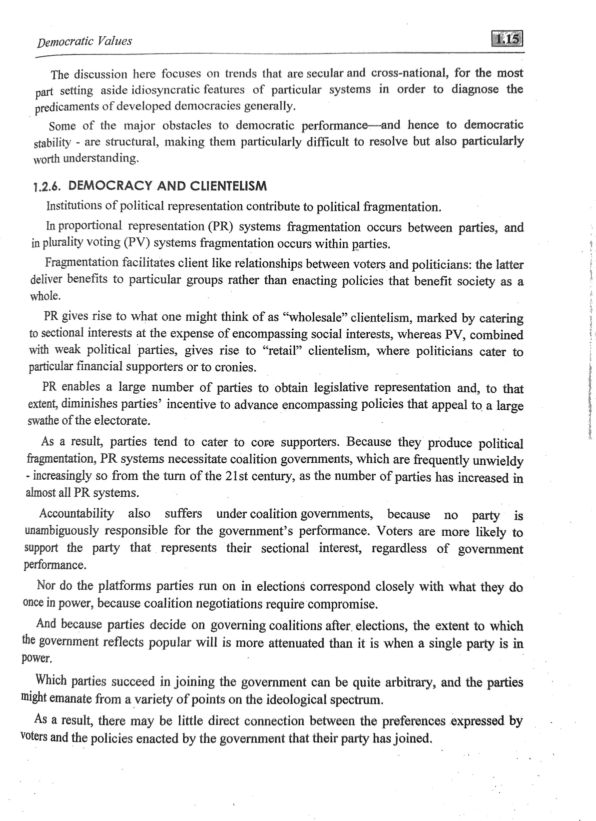 Democratic Values
1.15
The discussion here focuses on trends that are secular and cross-national, for the most
part setting aside idiosyncratic features of particular systems in order to diagnose the
predicaments of developed democracies generally.
Some of the major obstacles to democratic performance—and hence to democratic
stability - are structural, making them particularly difficult to resolve but also particularly
worth understanding.
1.2.6. DEMOCRACY AND CLIENTELISM
Institutions of political representation contribute to political fragmentation.
In proportional representation (PR) systems fragmentation occurs between parties, and
in plurality voting (PV) systems fragmentation occurs within parties.
Fragmentation facilitates client like relationships between voters and politicians: the latter
deliver benefits to particular groups rather than enacting policies that benefit society as a
whole.
PR gives rise to what one might think of as “wholesale” clientelism, marked by catering
to sectional interests at the expense of encompassing social interests, whereas PV, combined
with weak political parties, gives rise to “retail” clientelism, where politicians cater to
particular financial supporters or to cronies.
PR enables a large number of parties to obtain legislative representation and, to that
extent, diminishes parties’ incentive to advance encompassing policies that appeal to a large
swathe of the electorate.
As a result, parties tend to cater to core supporters. Because they produce political
fragmentation, PR systems necessitate coalition governments, which are frequently unwieldy
- increasingly so from the turn of the 21st century, as the number of parties has increased in
almost all PR systems.
Accountability also suffers under coalition governments, because no party is
unambiguously responsible for the government’s performance. Voters are more likely to
support the party that represents their sectional interest, regardless of government
performance.
Nor do the platforms parties run on in elections correspond closely with what they do
once in power, because coalition negotiations require compromise.
And because parties decide on governing coalitions after elections, the extent to which
the government reflects popular will is more attenuated than it is when a single party is in
power.
Which parties succeed in joining the government can be quite arbitrary, and the parties
might emanate from a variety of points on the ideological spectrum.
As a result, there may be little direct connection between the preferences expressed by
voters and the policies enacted by the government that their party has joined.